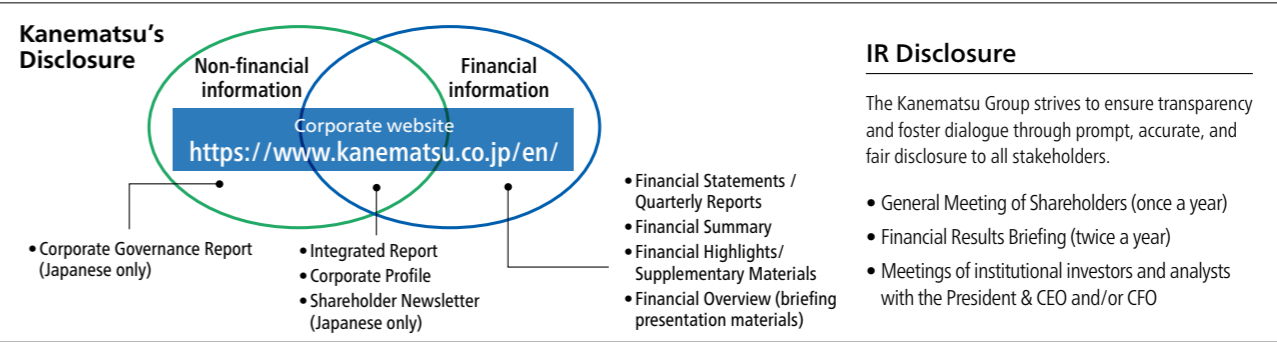 Kanematsu's
Disclosure
Non-financial
information
Financial
information
Corporate website
https://www.kanematsu.co.jp/en/
• Corporate Governance Report
(Japanese only)
• Integrated Report
• Corporate Profile
• Shareholder Newsletter
(Japanese only)
• Financial Statements /
Quarterly Reports
• Financial Summary
• Financial Highlights/
Supplementary Materials
• Financial Overview (briefing
presentation materials)
IR Disclosure
The Kanematsu Group strives to ensure transparency
and foster dialogue through prompt, accurate, and
fair disclosure to all stakeholders.
• General Meeting of Shareholders (once a year)
• Financial Results Briefing (twice a year)
• Meetings of institutional investors and analysts
with the President & CEO and/or CFO